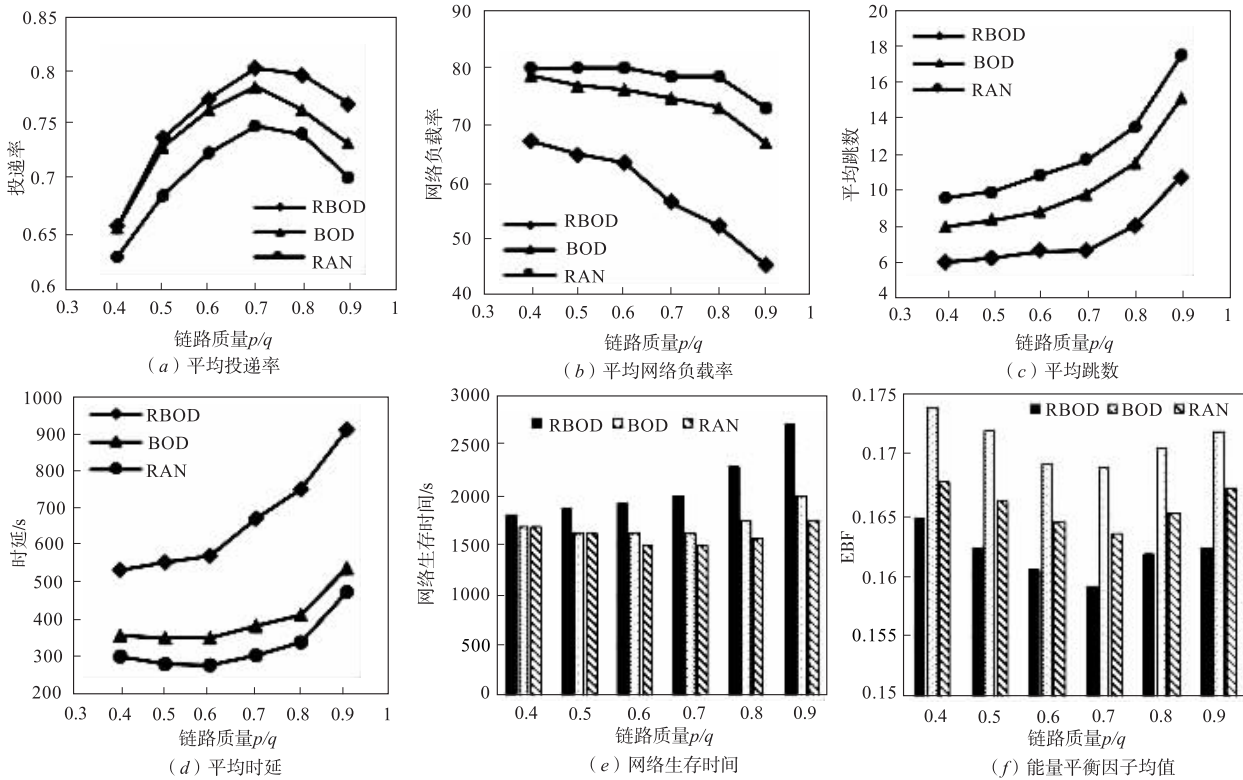 0.85
0.8
0.75
0.7
0.65
0.6
投递率
RBOD
BOD
RAN
0.3 0.4 0.5 0.6 0.7 0.8 0.9 1
链路质量p/q
（a）平均投递率
90
80
70
60
50
40
网络负载率
RBOD
BOD
RAN
0.3 0.4 0.5 0.6 0.7 0.8 0.9 1
链路质量p/q
（b）平均网络负载率
20
18
16
14
12
10
8
6
4
平均跳数
RBOD
BOD
RAN
0.3 0.4 0.5 0.6 0.7 0.8 0.9 1
链路质量p/q
（c）平均跳数
1000
900
800
700
600
500
400
300
200
时延/s
RBOD
BOD
RAN
0.3 0.4 0.5 0.6 0.7 0.8 0.9 1
链路质量p/q
（d）平均时延
3000
2500
2000
1500
1000
500
0
网络生存时间/s
RBOD BOD RAN
0.4 0.5 0.6 0.7 0.8 0.9
链路质量p/q
（e）网络生存时间
0.175
0.17
0.165
0.16
0.155
0.15
EBF
RBOD BOD RAN
0.4 0.5 0.6 0.7 0.8 0.9
链路质量p/q
（f）能量平衡因子均值